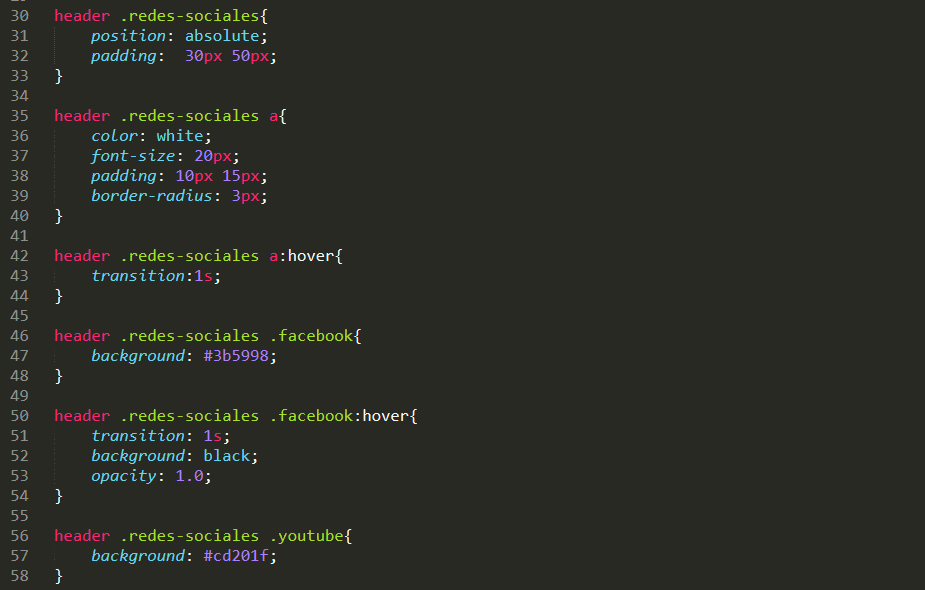 30 header .redes-sociales{
31     position: absolute;
32     padding:  30px 50px;
33 }
34
35 header .redes-sociales a{
36     color: white;
37     font-size: 20px;
38     padding: 10px 15px;
39     border-radius: 3px;
40 }
41
42 header .redes-sociales a:hover{
43     transition:1s;
44 }
45
46 header .redes-sociales .facebook{
47     background: #3b5998;
48 }
49
50 header .redes-sociales .facebook:hover{
51     transition: 1s;
52     background: black;
53     opacity: 1.0;
54 }
55
56 header .redes-sociales .youtube{
57     background: #cd201f;
58 }